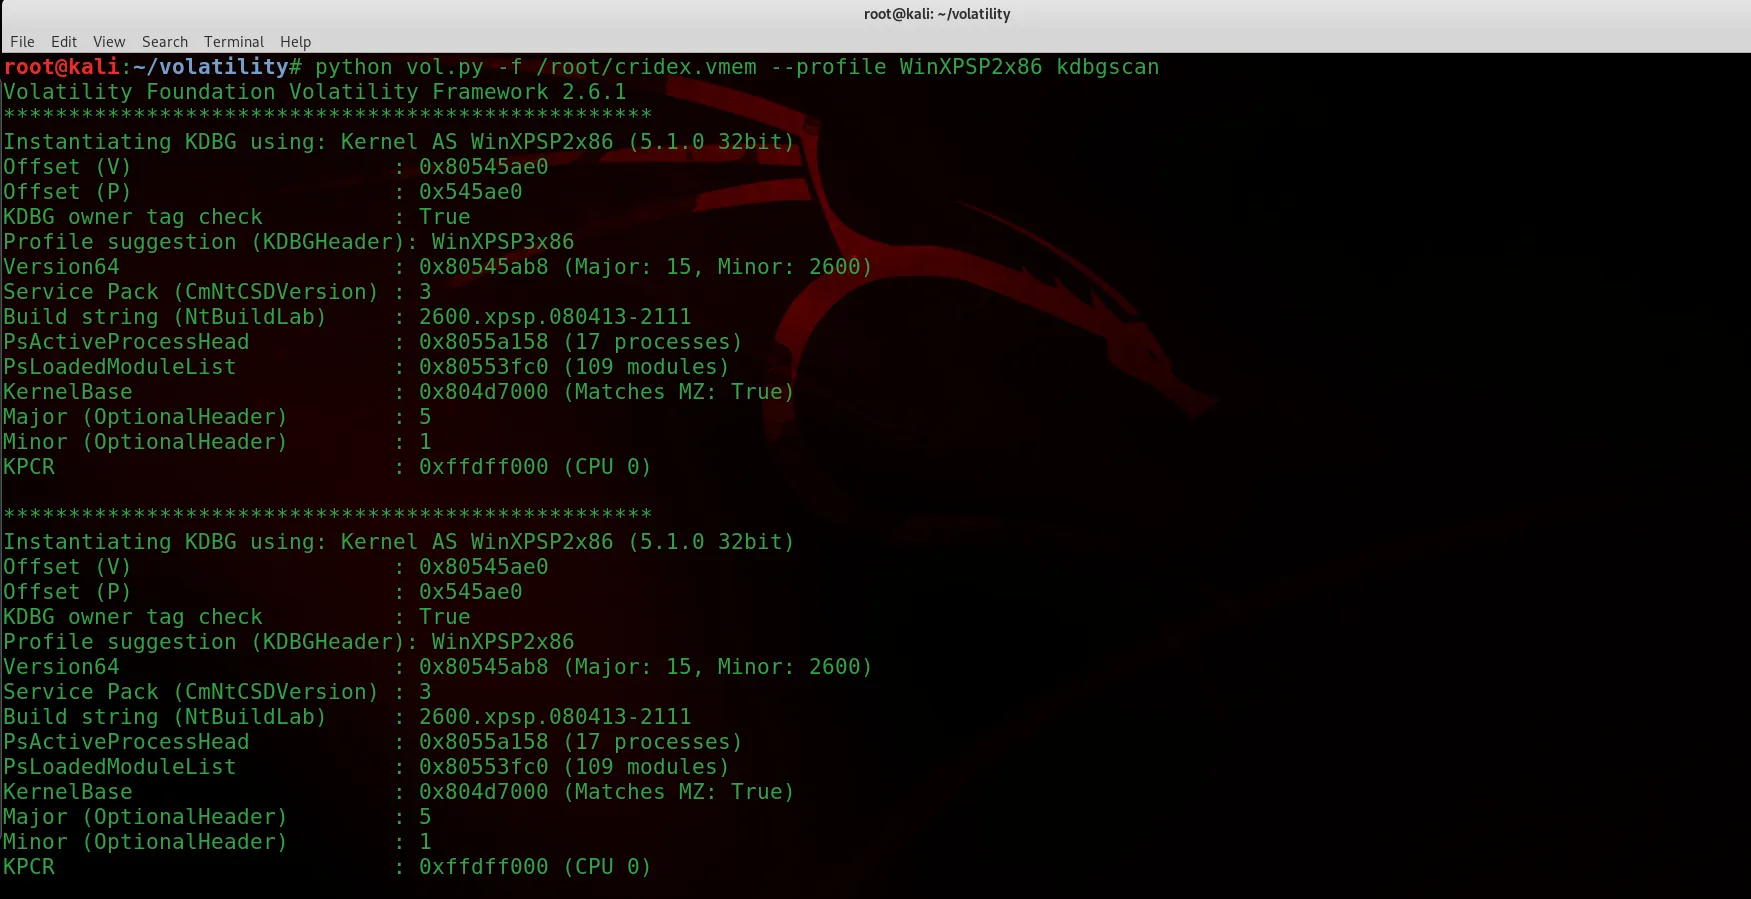 root@kali: ~/volatility
File Edit View Search Terminal Help
root@kali:~/volatility# python vol.py -f /root/cridex.vmem --profile WinXPSP2x86 kdbgscan
Volatility Foundation Volatility Framework 2.6.1
**************************************************
Instantiating KDBG using: Kernel AS WinXPSP2x86 (5.1.0 32bit)
Offset (V)                    : 0x80545ae0
Offset (P)                    : 0x545ae0
KDBG owner tag check          : True
Profile suggestion (KDBGHeader): WinXPSP3x86
Version64                     : 0x80545ab8 (Major: 15, Minor: 2600)
Service Pack (CmNtCSDVersion) : 3
Build string (NtBuildLab)     : 2600.xpsp.080413-2111
PsActiveProcessHead           : 0x8055a158 (17 processes)
PsLoadedModuleList            : 0x80553fc0 (109 modules)
KernelBase                    : 0x804d7000 (Matches MZ: True)
Major (OptionalHeader)        : 5
Minor (OptionalHeader)        : 1
KPCR                          : 0xffdff000 (CPU 0)
**************************************************
Instantiating KDBG using: Kernel AS WinXPSP2x86 (5.1.0 32bit)
Offset (V)                    : 0x80545ae0
Offset (P)                    : 0x545ae0
KDBG owner tag check          : True
Profile suggestion (KDBGHeader): WinXPSP2x86
Version64                     : 0x80545ab8 (Major: 15, Minor: 2600)
Service Pack (CmNtCSDVersion) : 3
Build string (NtBuildLab)     : 2600.xpsp.080413-2111
PsActiveProcessHead           : 0x8055a158 (17 processes)
PsLoadedModuleList            : 0x80553fc0 (109 modules)
KernelBase                    : 0x804d7000 (Matches MZ: True)
Major (OptionalHeader)        : 5
Minor (OptionalHeader)        : 1
KPCR                          : 0xffdff000 (CPU 0)